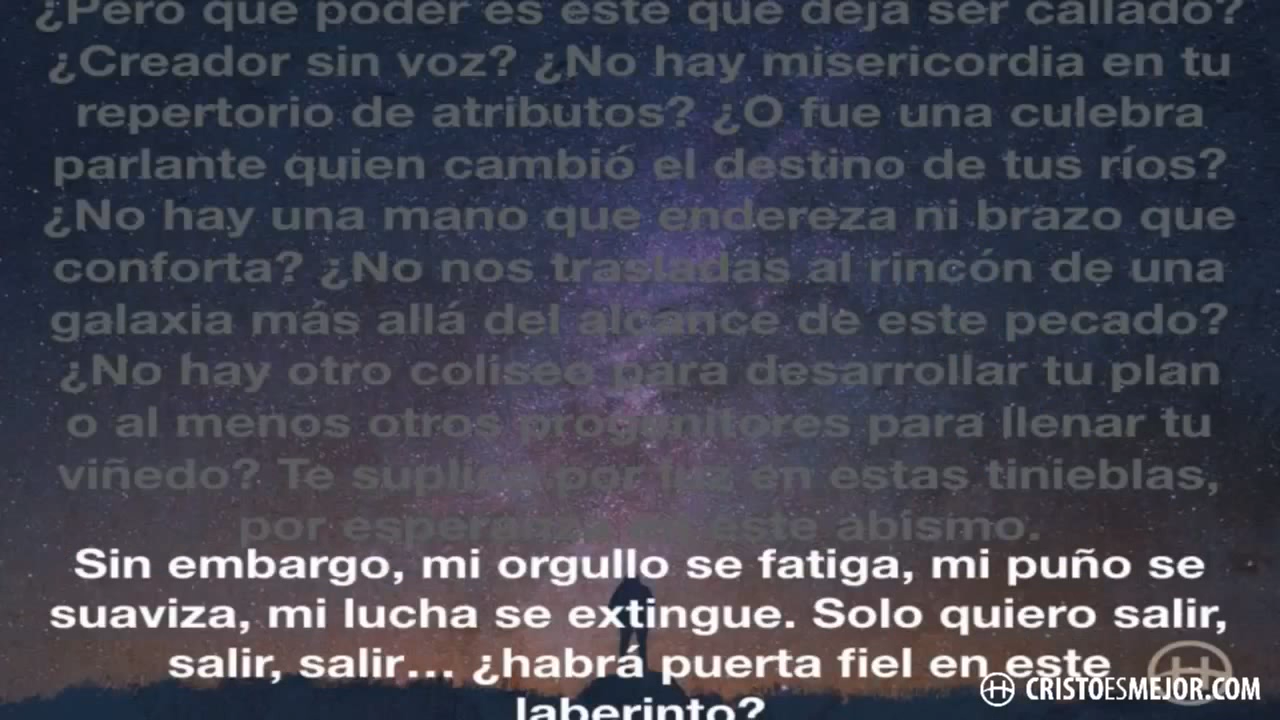 ¿Pero qué poder es este que deja ser callado?
¿Creador sin voz? ¿No hay misericordia en tu
repertorio de atributos? ¿O fue una culebra
parlante quien cambió el destino de tus ríos?
¿No hay una mano que endereza ni brazo que
conforta? ¿No nos trasladas al rincón de una
galaxia más allá del alcance de este pecado?
¿No hay otro coliseo para desarrollar tu plan
o al menos otros progenitores para llenar tu
viñedo? Te suplico por luz en estas tinieblas,
por esperanza en este abismo.
Sin embargo, mi orgullo se fatiga, mi puño se
suaviza, mi lucha se extingue. Solo quiero salir,
salir, salir... ¿habrá puerta fiel en este
laberinto?
CRISTOESMEJOR.COM